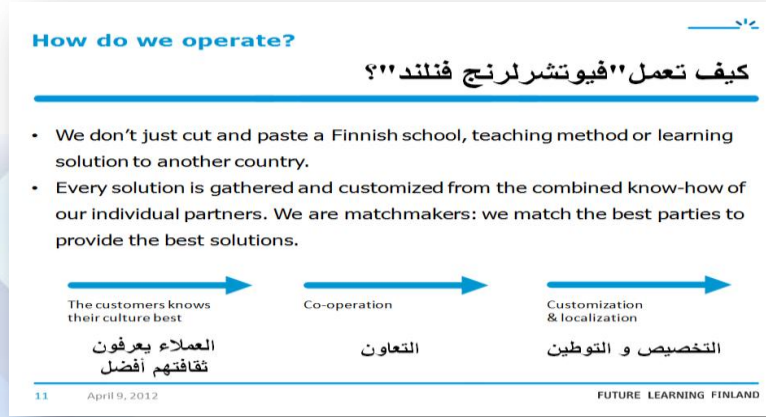 How do we operate?
كيف تعمل"فيوتشرلرنج فنلند"؟
• We don't just cut and paste a Finnish school, teaching method or learning
solution to another country.
• Every solution is gathered and customized from the combined know-how of
our individual partners. We are matchmakers: we match the best parties to
provide the best solutions.
The customers knows
their culture best
العملاء يعرفون
ثقافتهم أفضل
Co-operation
التعاون
Customization
& localization
التخصيص و التوطين
11 April 9, 2012 FUTURE LEARNING FINLAND